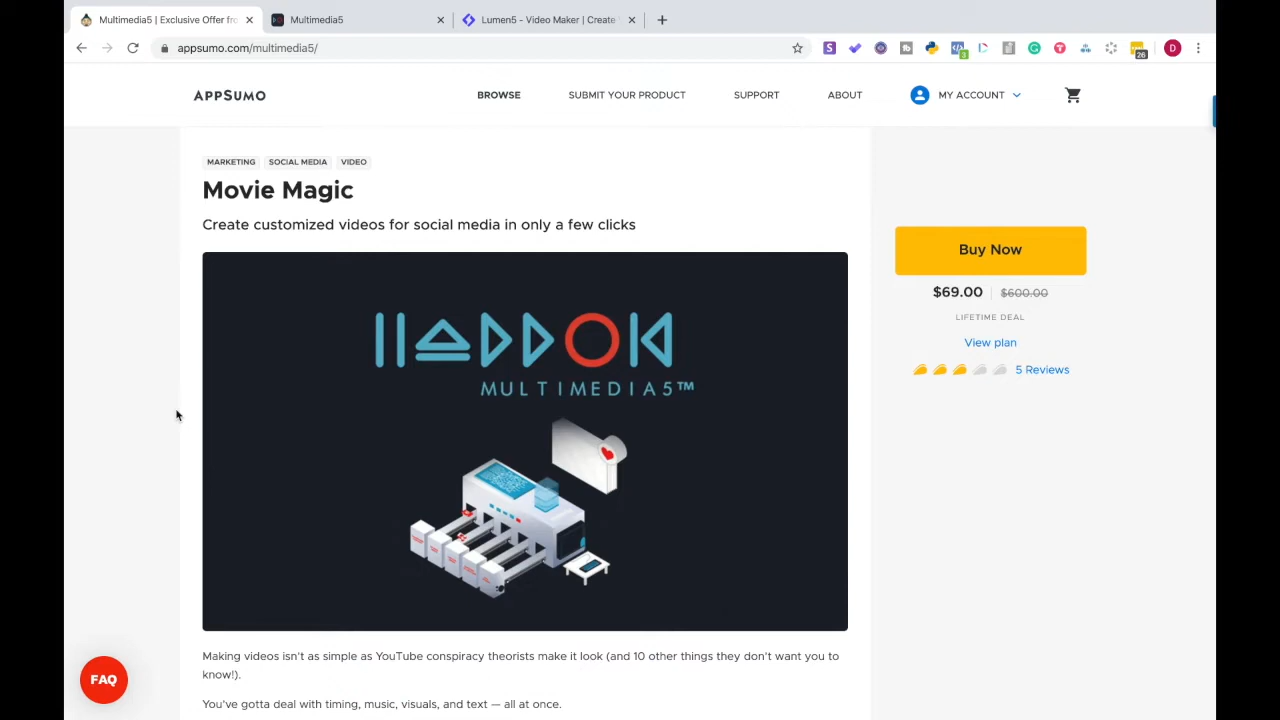 Multimedia5 | Exclusive Offer fro
Multimedia5
Lumen5 - Video Maker | Create
appsumo.com/multimedia5/
3
26
D
APPSUMO
BROWSE
SUBMIT YOUR PRODUCT
SUPPORT
ABOUT
MY ACCOUNT
MARKETING
SOCIAL MEDIA
VIDEO
Movie Magic
Create customized videos for social media in only a few clicks
MULTIMEDIA5™
Buy Now
$69.00
$600.00
LIFETIME DEAL
View plan
5 Reviews
Making videos isn't as simple as YouTube conspiracy theorists make it look (and 10 other things they don't want you to
know!).
You've gotta deal with timing, music, visuals, and text — all at once.
FAQ